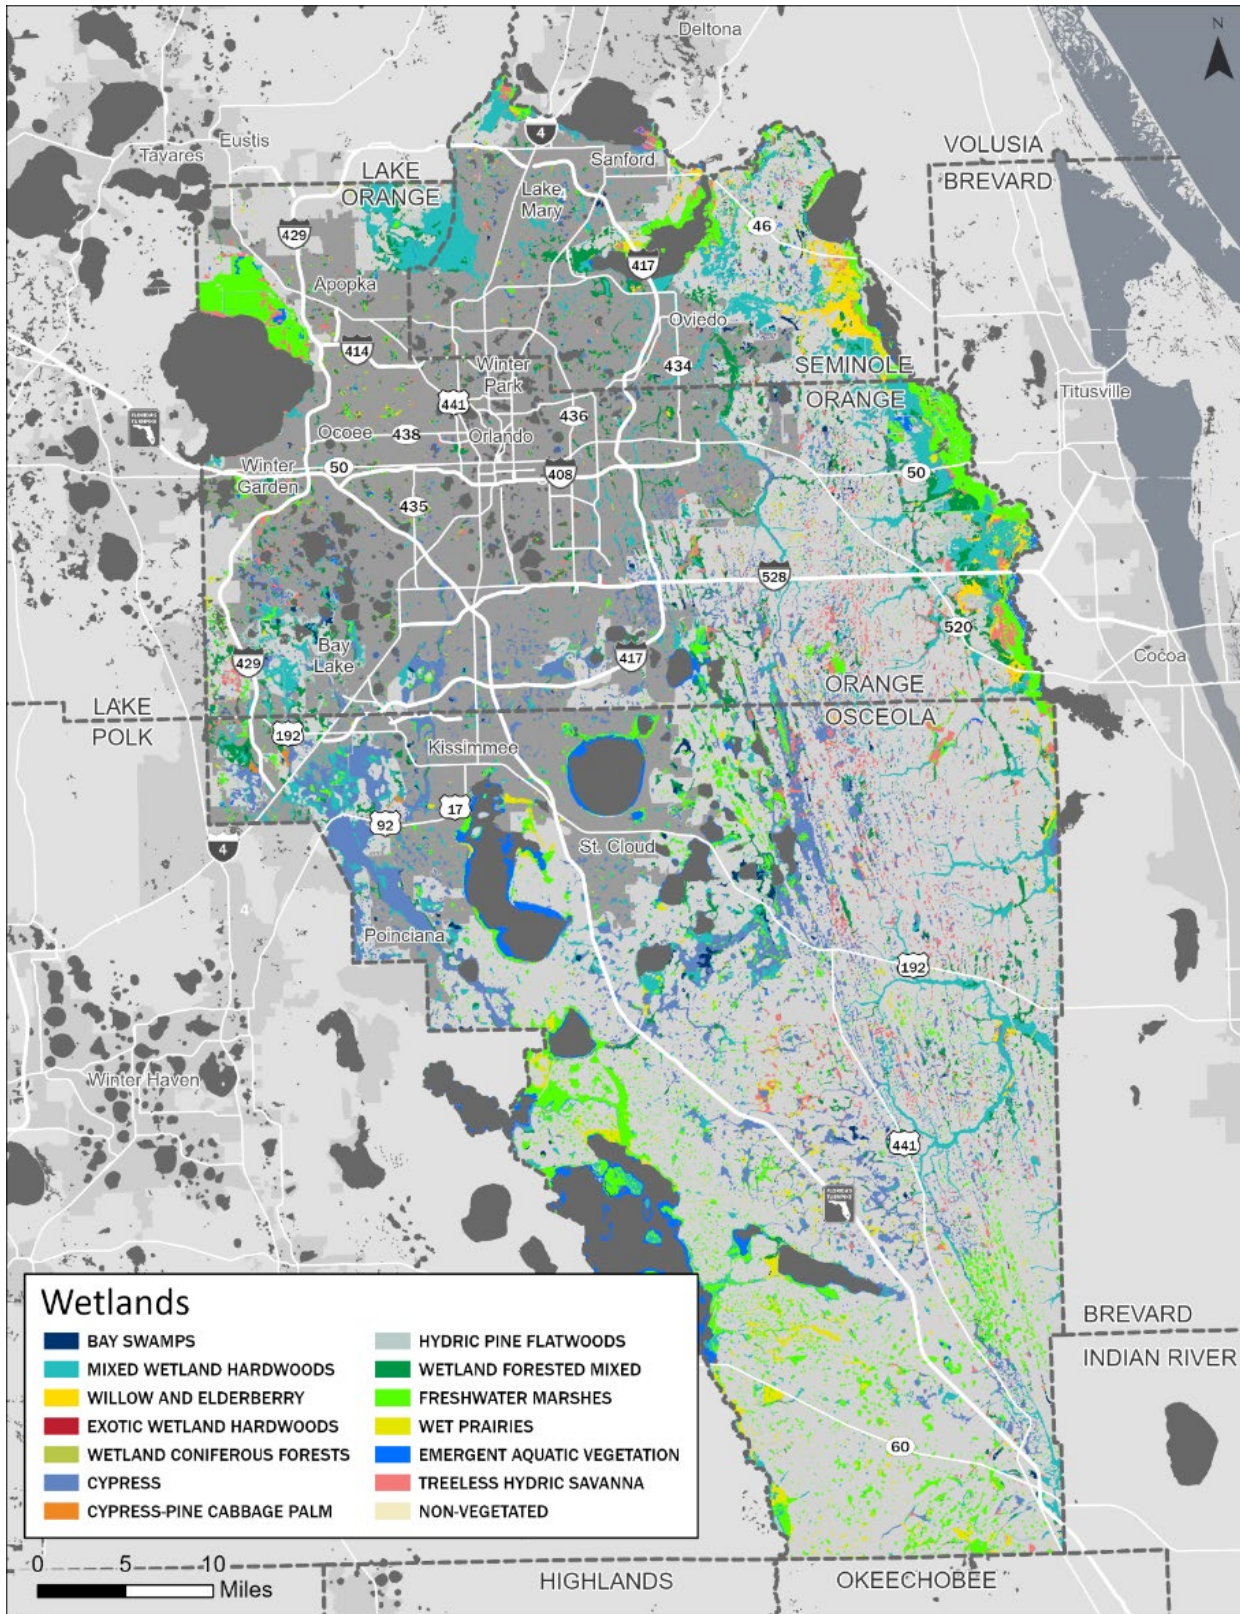 Deltona
N
4
Eustis
Tavares
Sanford
VOLUSIA
BREVARD
LAKE
ORANGE
Lake
Mary
46
429
417
Apopka
Oviedo
414
Winter
Park
434
SEMINOLE
ORANGE
441
Titusville
FLORIDA'S
TURNPIKE
Ocoee
438
436
Orlando
Winter
Garden
50
408
50
435
528
520
Bay
Lake
429
417
Cocoa
ORANGE
OSCEOLA
LAKE
POLK
192
Kissimmee
17
92
St. Cloud
4
4
Poinciana
192
Winter Haven
441
FLORIDA'S
TURNPIKE
BREVARD
INDIAN RIVER
60
Wetlands
BAY SWAMPS
MIXED WETLAND HARDWOODS
WILLOW AND ELDERBERRY
EXOTIC WETLAND HARDWOODS
WETLAND CONIFEROUS FORESTS
CYPRESS
CYPRESS-PINE CABBAGE PALM
HYDRIC PINE FLATWOODS
WETLAND FORESTED MIXED
FRESHWATER MARSHES
WET PRAIRIES
EMERGENT AQUATIC VEGETATION
TREELESS HYDRIC SAVANNA
NON-VEGETATED
0 5 10
Miles
HIGHLANDS
OKEECHOBEE